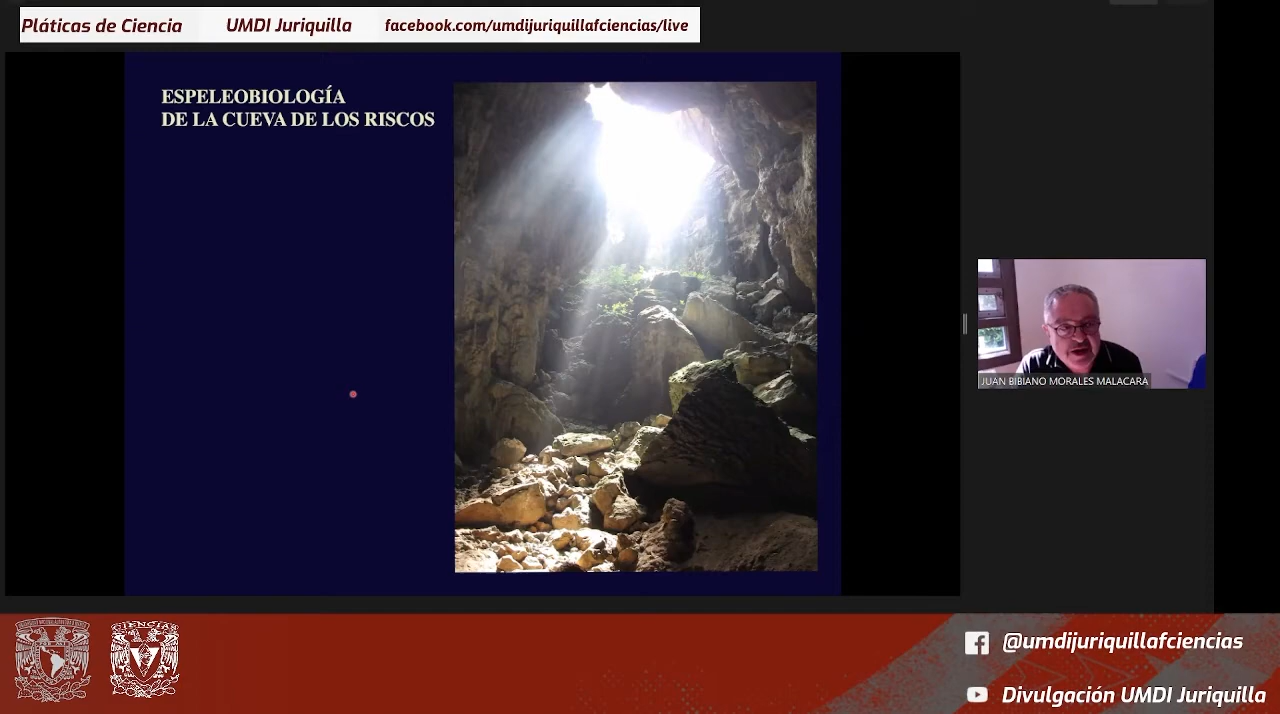 Pláticas de Ciencia UMDI Juriquilla facebook.com/umdijuriquillafciencias/live
ESPELEOBIOLOGÍA
DE LA CUEVA DE LOS RISCOS
JUAN BIBIANO MORALES MALACARA
CIENCIAS
@umdijuriquillafciencias
Divulgación UMDI Juriquilla